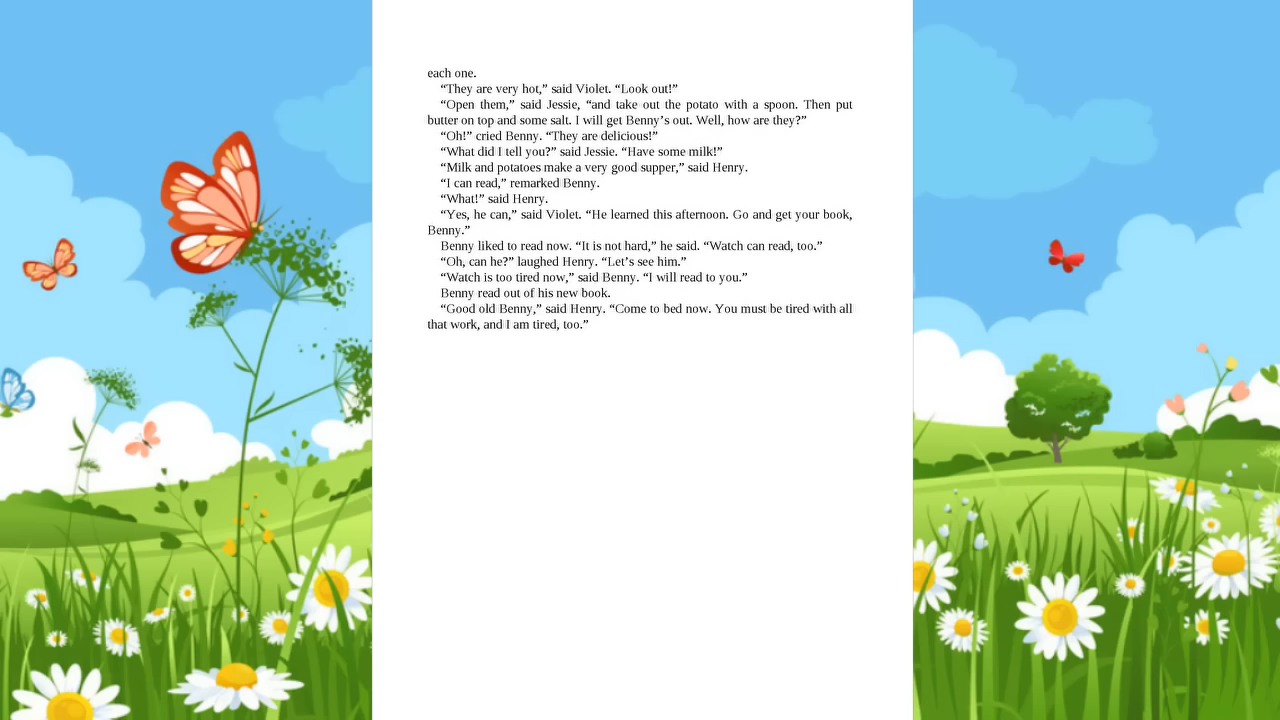 each one.
“They are very hot,” said Violet. “Look out!”
“Open them,” said Jessie, “and take out the potato with a spoon. Then put
butter on top and some salt. I will get Benny’s out. Well, how are they?”
“Oh!” cried Benny. “They are delicious!”
“What did I tell you?” said Jessie. “Have some milk!”
“Milk and potatoes make a very good supper,” said Henry.
“I can read,” remarked Benny.
“What!” said Henry.
“Yes, he can,” said Violet. “He learned this afternoon. Go and get your book,
Benny.”
Benny liked to read now. “It is not hard,” he said. “Watch can read, too.”
“Oh, can he?” laughed Henry. “Let’s see him.”
“Watch is too tired now,” said Benny. “I will read to you.”
Benny read out of his new book.
“Good old Benny,” said Henry. “Come to bed now. You must be tired with all
that work, and I am tired, too.”